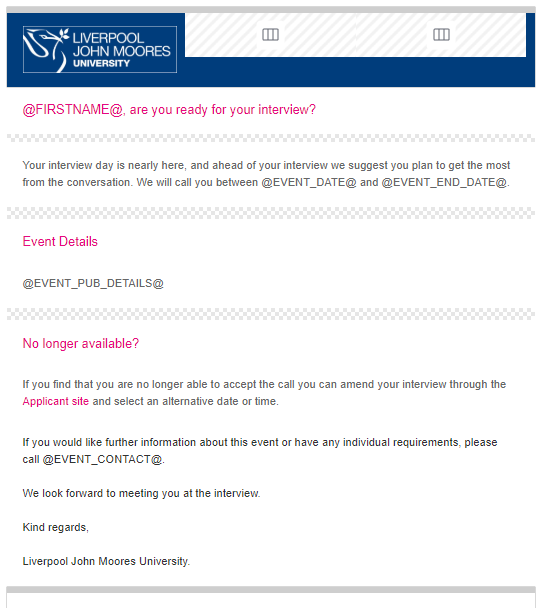 LIVERPOOL
JOHN MOORES
UNIVERSITY
@FIRSTNAME@, are you ready for your interview?
Your interview day is nearly here, and ahead of your interview we suggest you plan to get the most
from the conversation. We will call you between @EVENT_DATE@ and @EVENT_END_DATE@.
Event Details
@EVENT_PUB_DETAILS@
No longer available?
If you find that you are no longer able to accept the call you can amend your interview through the
Applicant site and select an alternative date or time.
If you would like further information about this event or have any individual requirements, please
call @EVENT_CONTACT@.
We look forward to meeting you at the interview.
Kind regards,
Liverpool John Moores University.